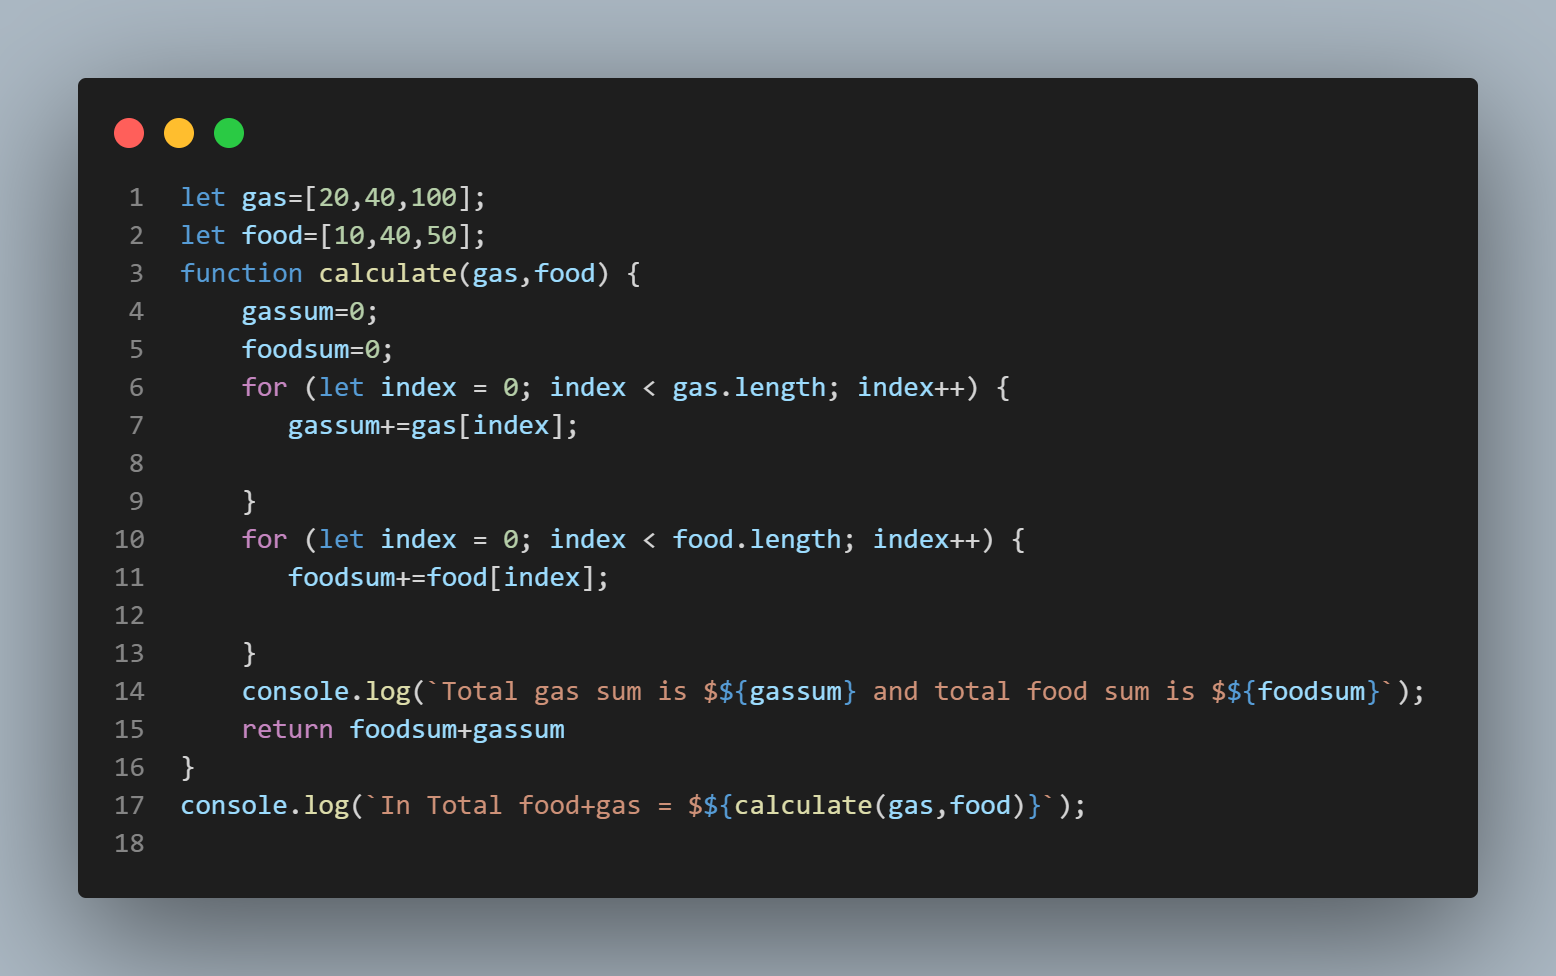 1 let gas=[20,40,100];
2 let food=[10,40,50];
3 function calculate(gas,food) {
4     gassum=0;
5     foodsum=0;
6     for (let index = 0; index < gas.length; index++) {
7        gassum+=gas[index];
8
9     }
10     for (let index = 0; index < food.length; index++) {
11        foodsum+=food[index];
12
13     }
14     console.log(`Total gas sum is $${gassum} and total food sum is $${foodsum}`);
15     return foodsum+gassum
16 }
17 console.log(`In Total food+gas = $${calculate(gas,food)}`);
18